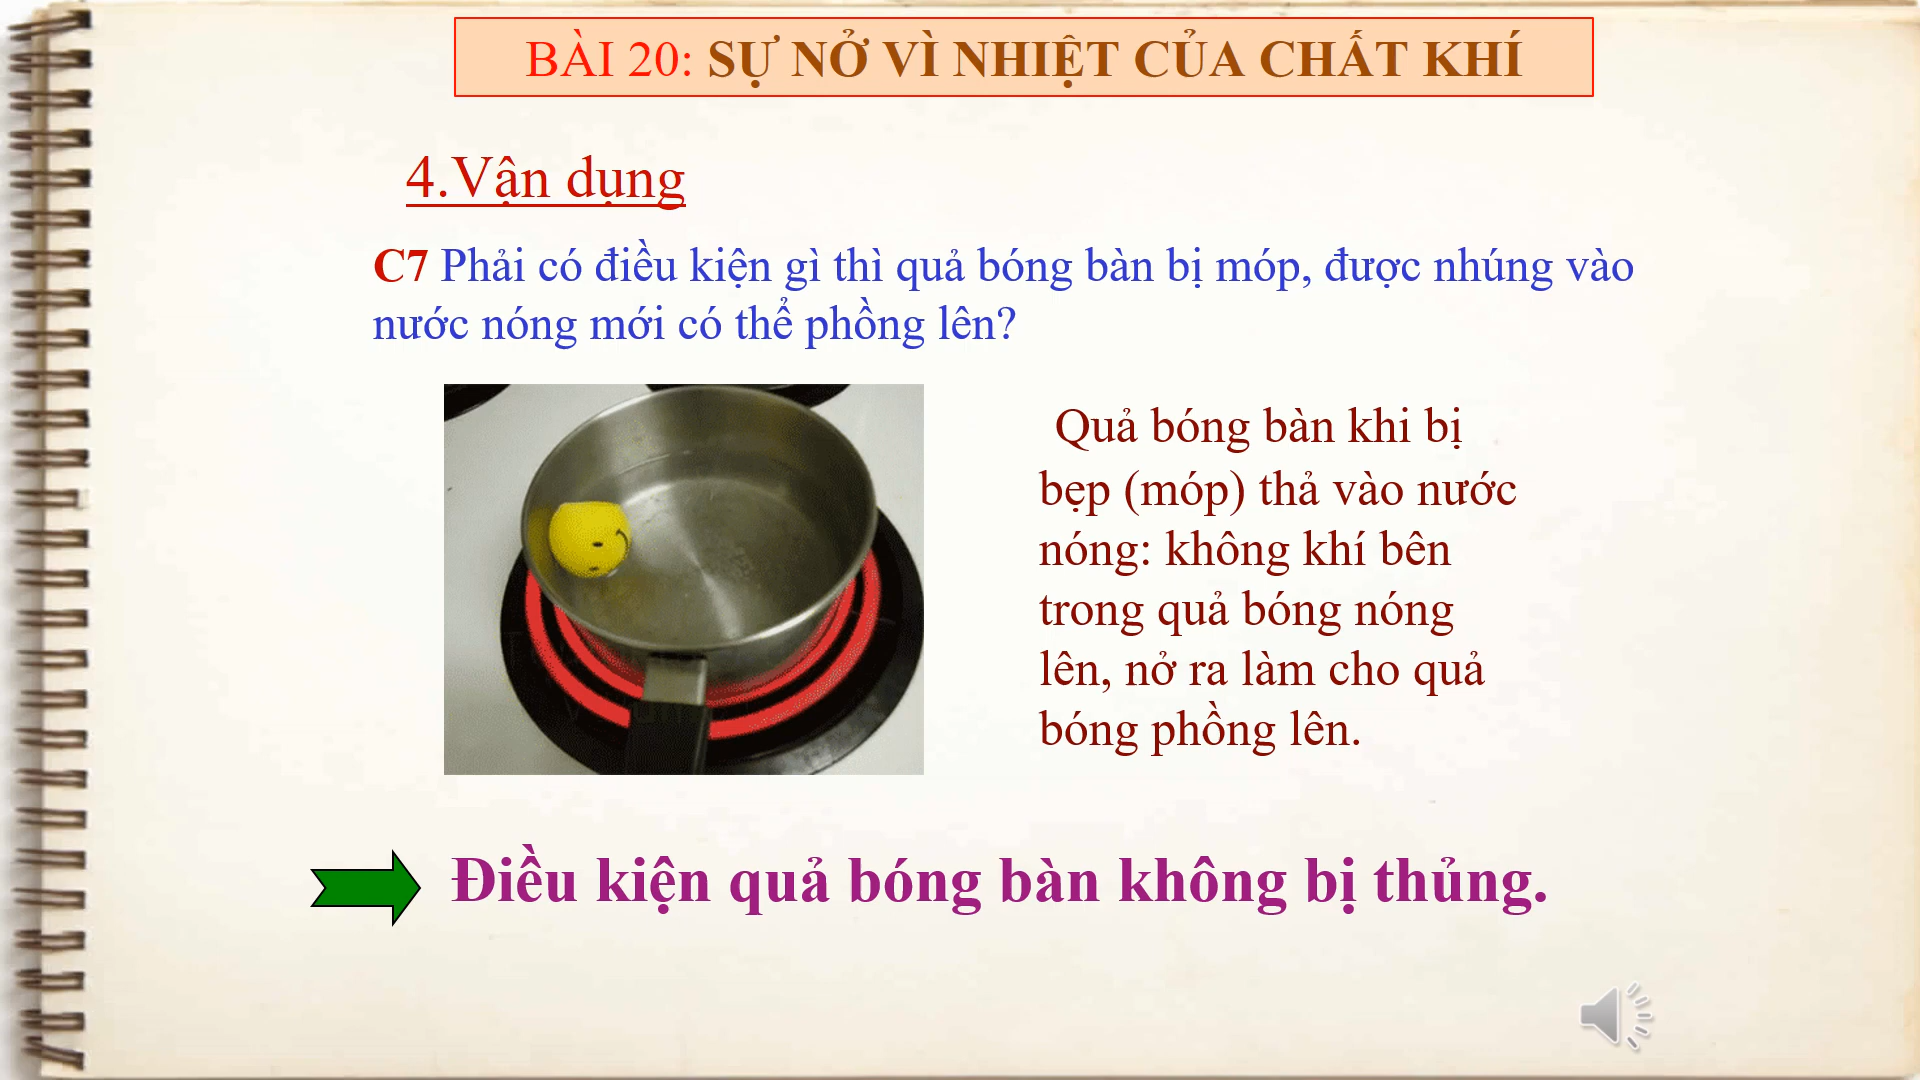 BÀI 20: SỰ NỞ VÌ NHIỆT CỦA CHẤT KHÍ
4.Vận dụng
C7 Phải có điều kiện gì thì quả bóng bàn bị móp, được nhúng vào
nước nóng mới có thể phồng lên?
Quả bóng bàn khi bị
bẹp (móp) thả vào nước
nóng: không khí bên
trong quả bóng nóng
lên, nở ra làm cho quả
bóng phồng lên.
Điều kiện quả bóng bàn không bị thủng.